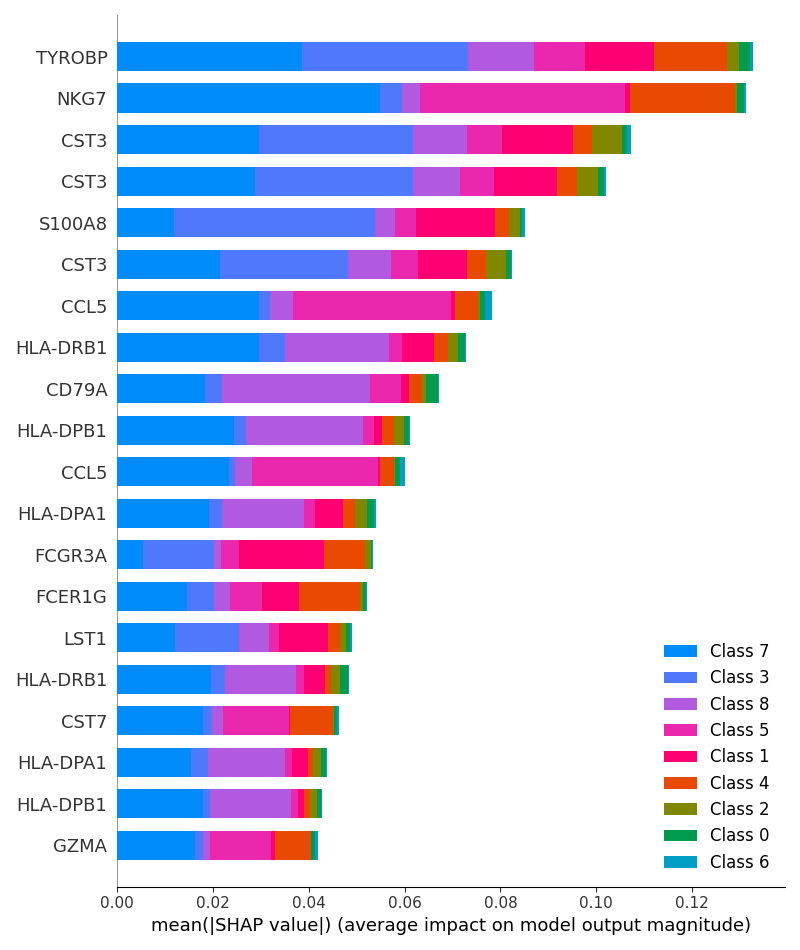 TYROBP
NKG7
CST3
CST3
S100A8
CST3
CCL5
HLA-DRB1
CD79A
HLA-DPB1
CCL5
HLA-DPA1
FCGR3A
FCER1G
LST1
HLA-DRB1
CST7
HLA-DPA1
HLA-DPB1
GZMA
Class 7
Class 3
Class 8
Class 5
Class 1
Class 4
Class 2
Class 0
Class 6
0.00 0.02 0.04 0.06 0.08 0.10 0.12
mean(|SHAP value|) (average impact on model output magnitude)